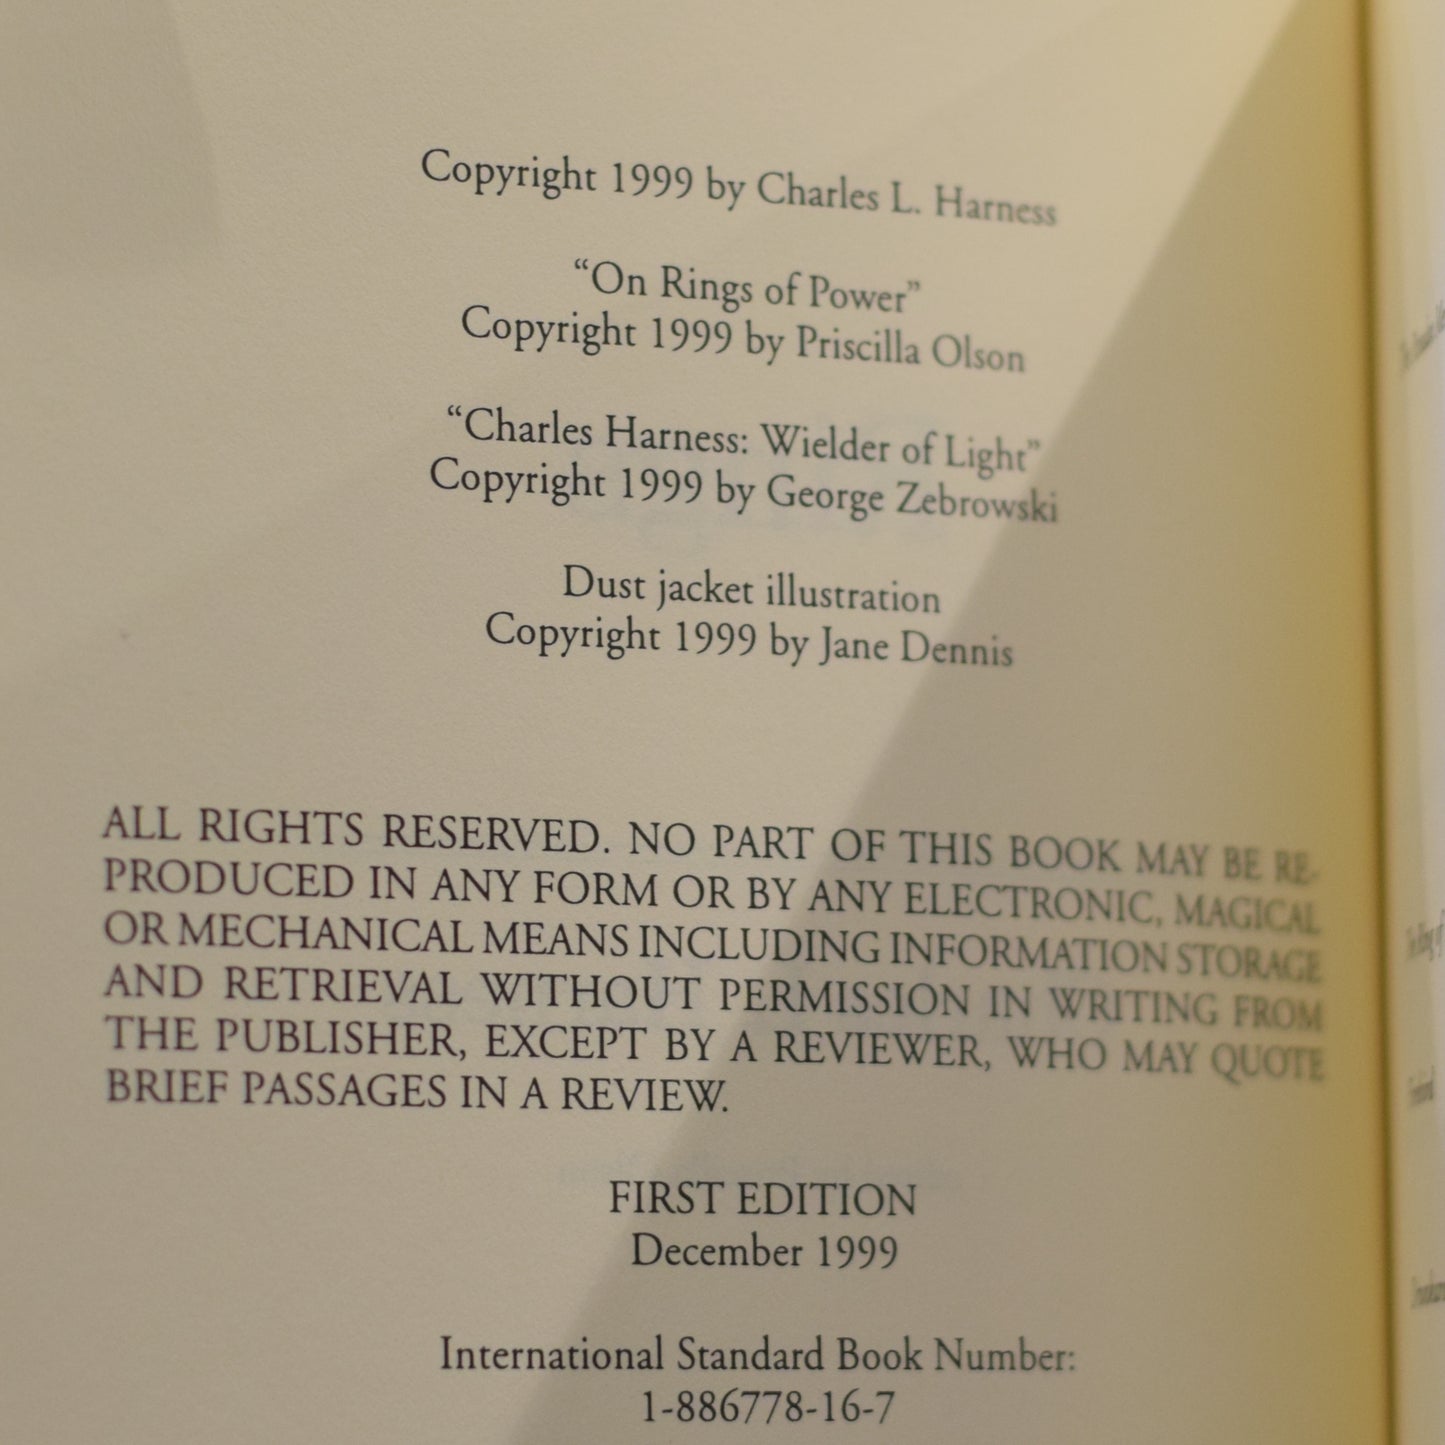 Copyright 1999 by Charles L. Harness
“On Rings of Power”
Copyright 1999 by Priscilla Olson
“Charles Harness: Wielder of Light”
Copyright 1999 by George Zebrowski
Dust jacket illustration
Copyright 1999 by Jane Dennis
ALL RIGHTS RESERVED. NO PART OF THIS BOOK MAY BE RE-
PRODUCED IN ANY FORM OR BY ANY ELECTRONIC, MAGICAL
OR MECHANICAL MEANS INCLUDING INFORMATION STORAGE
AND RETRIEVAL WITHOUT PERMISSION IN WRITING FROM
THE PUBLISHER, EXCEPT BY A REVIEWER, WHO MAY QUOTE
BRIEF PASSAGES IN A REVIEW.
FIRST EDITION
December 1999
International Standard Book Number:
1-886778-16-7